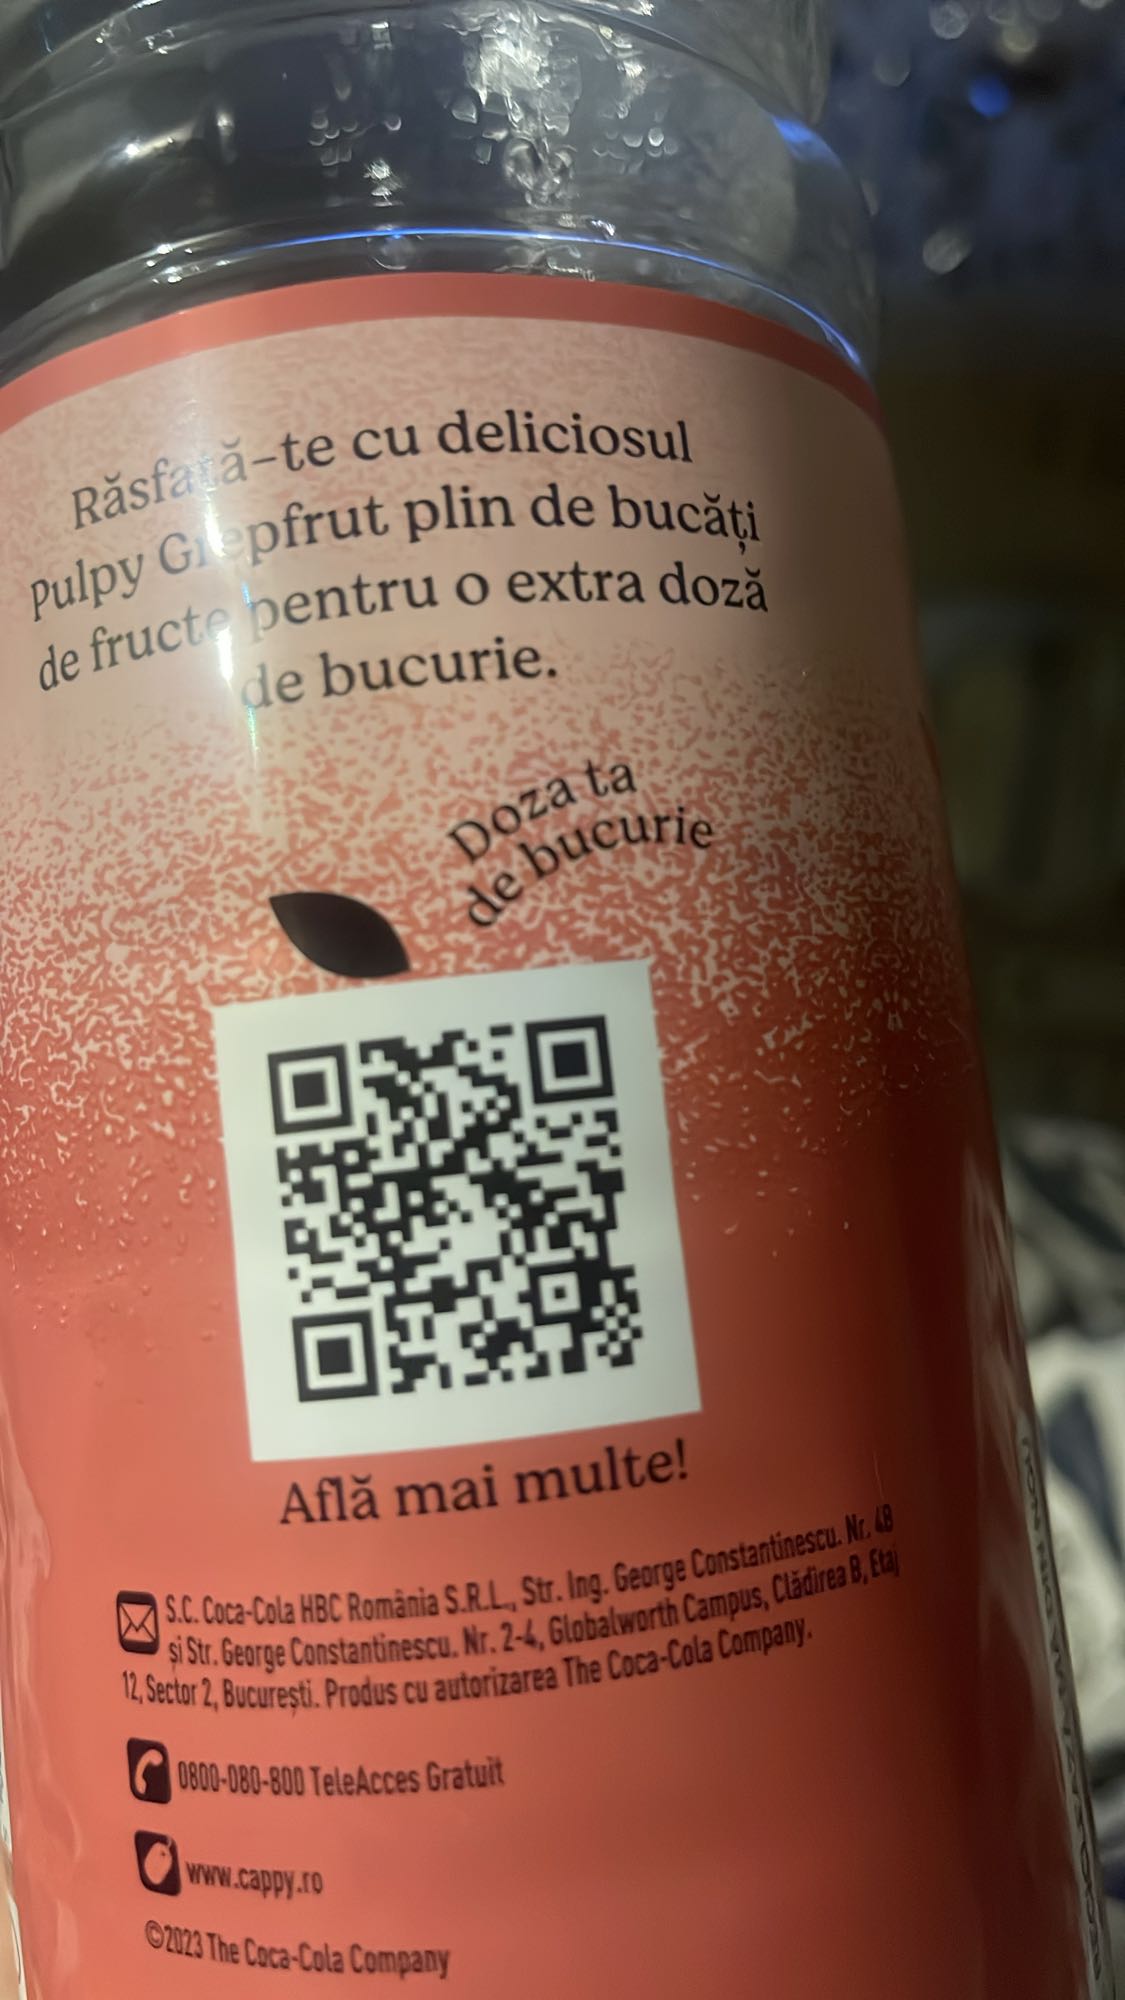 Răsfață-te cu deliciosul
Pulpy Grepfrut plin de bucăți
de fructe pentru o extra doză
de bucurie.
Doza ta
de bucurie
Află mai multe!
S.C. Coca-Cola HBC România S.R.L., Str. Ing. George Constantinescu. Nr. 4B
și Str. George Constantinescu. Nr. 2-4, Globalworth Campus, Clădirea B, Etaj
12, Sector 2, București. Produs cu autorizarea The Coca-Cola Company.
0800-080-800 TeleAcces Gratuit
www.cappy.ro
©2023 The Coca-Cola Company